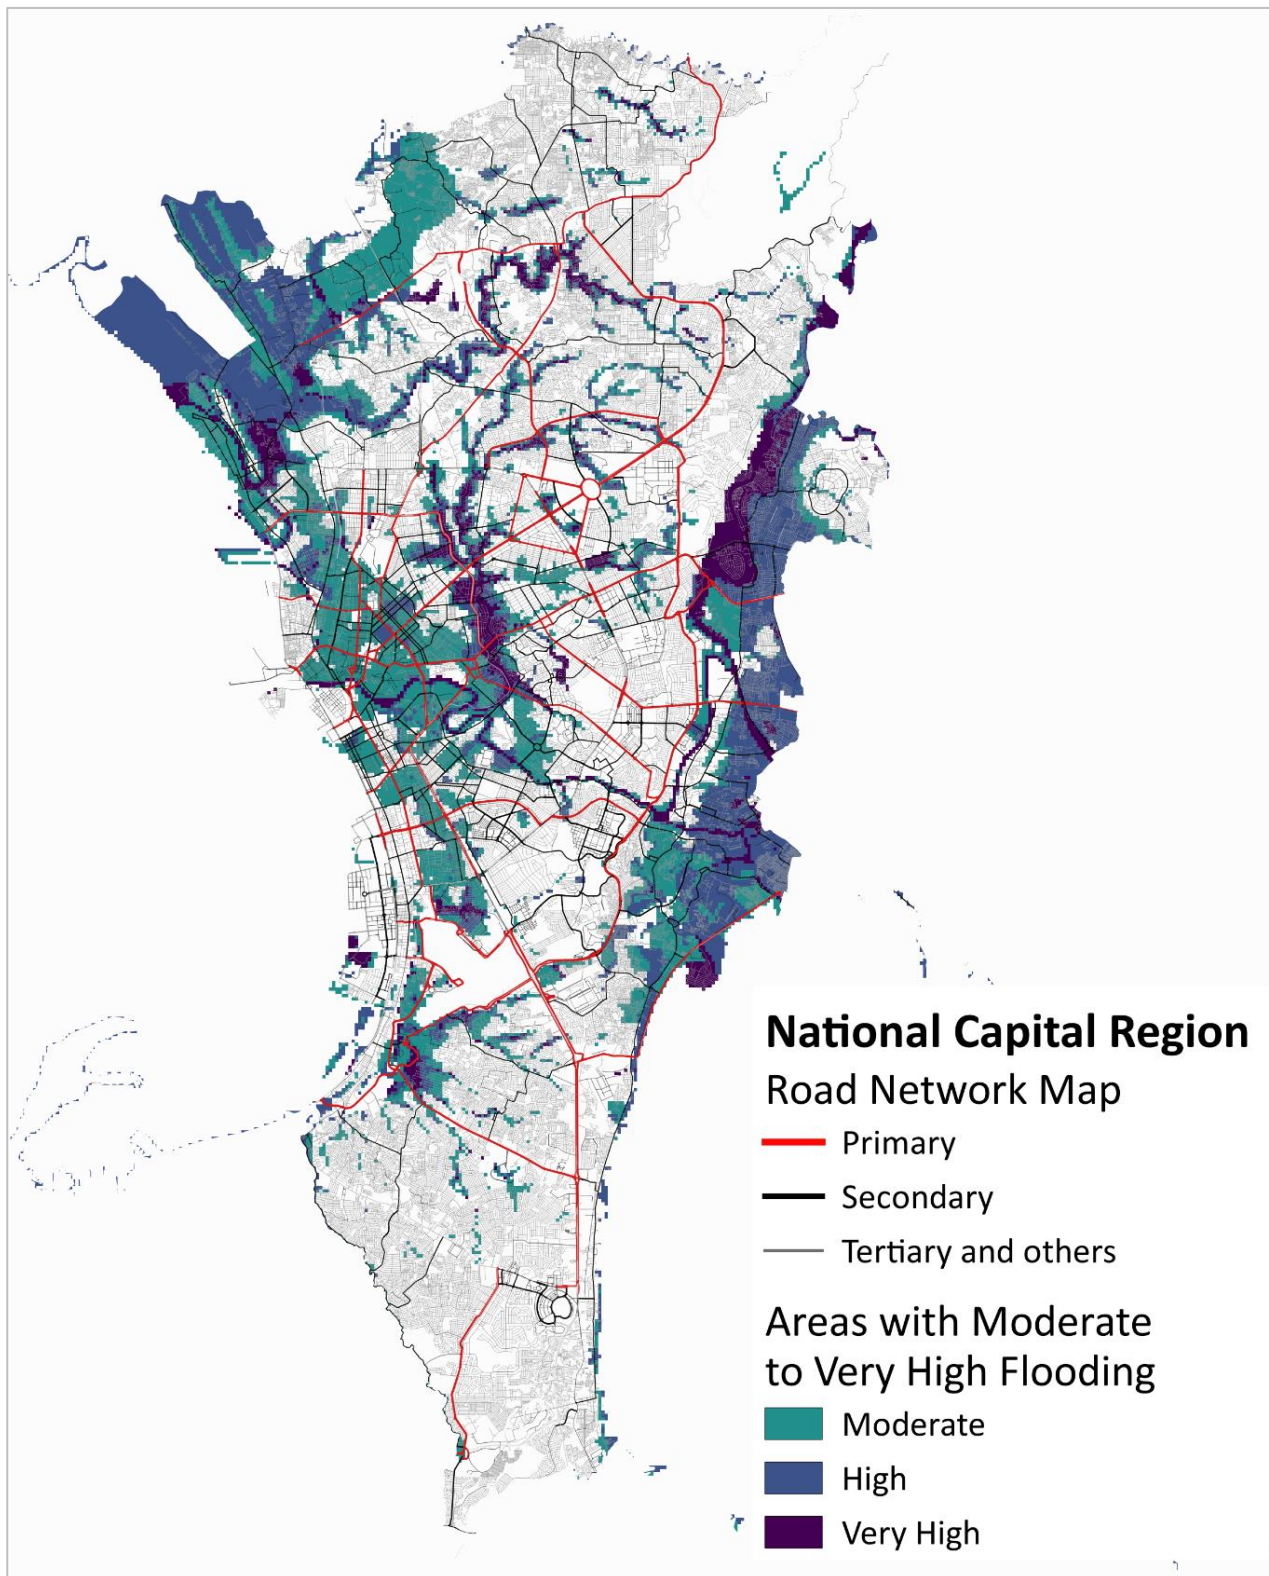 National Capital Region
Road Network Map
Primary
Secondary
Tertiary and others
Areas with Moderate
to Very High Flooding
Moderate
High
Very High